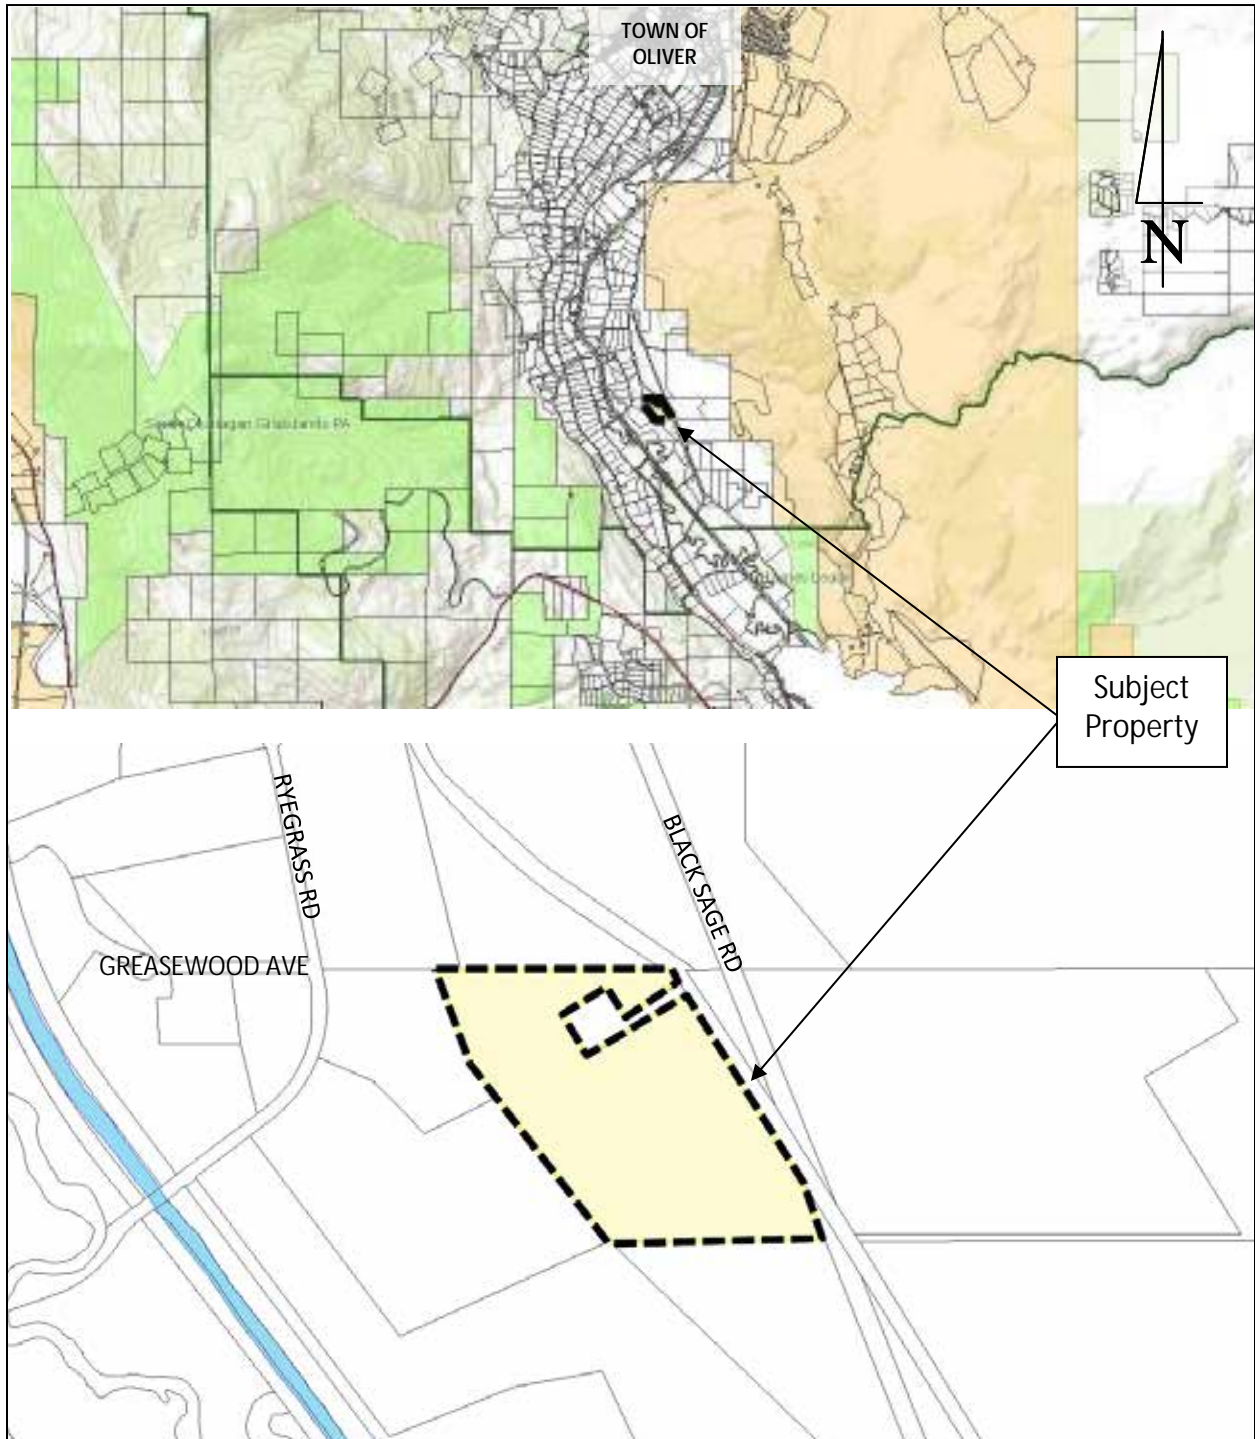 TOWN OF
OLIVER
N
Subject
Property
RYEGRASS RD
BLACK SAGE RD
GREASEWOOD AVE